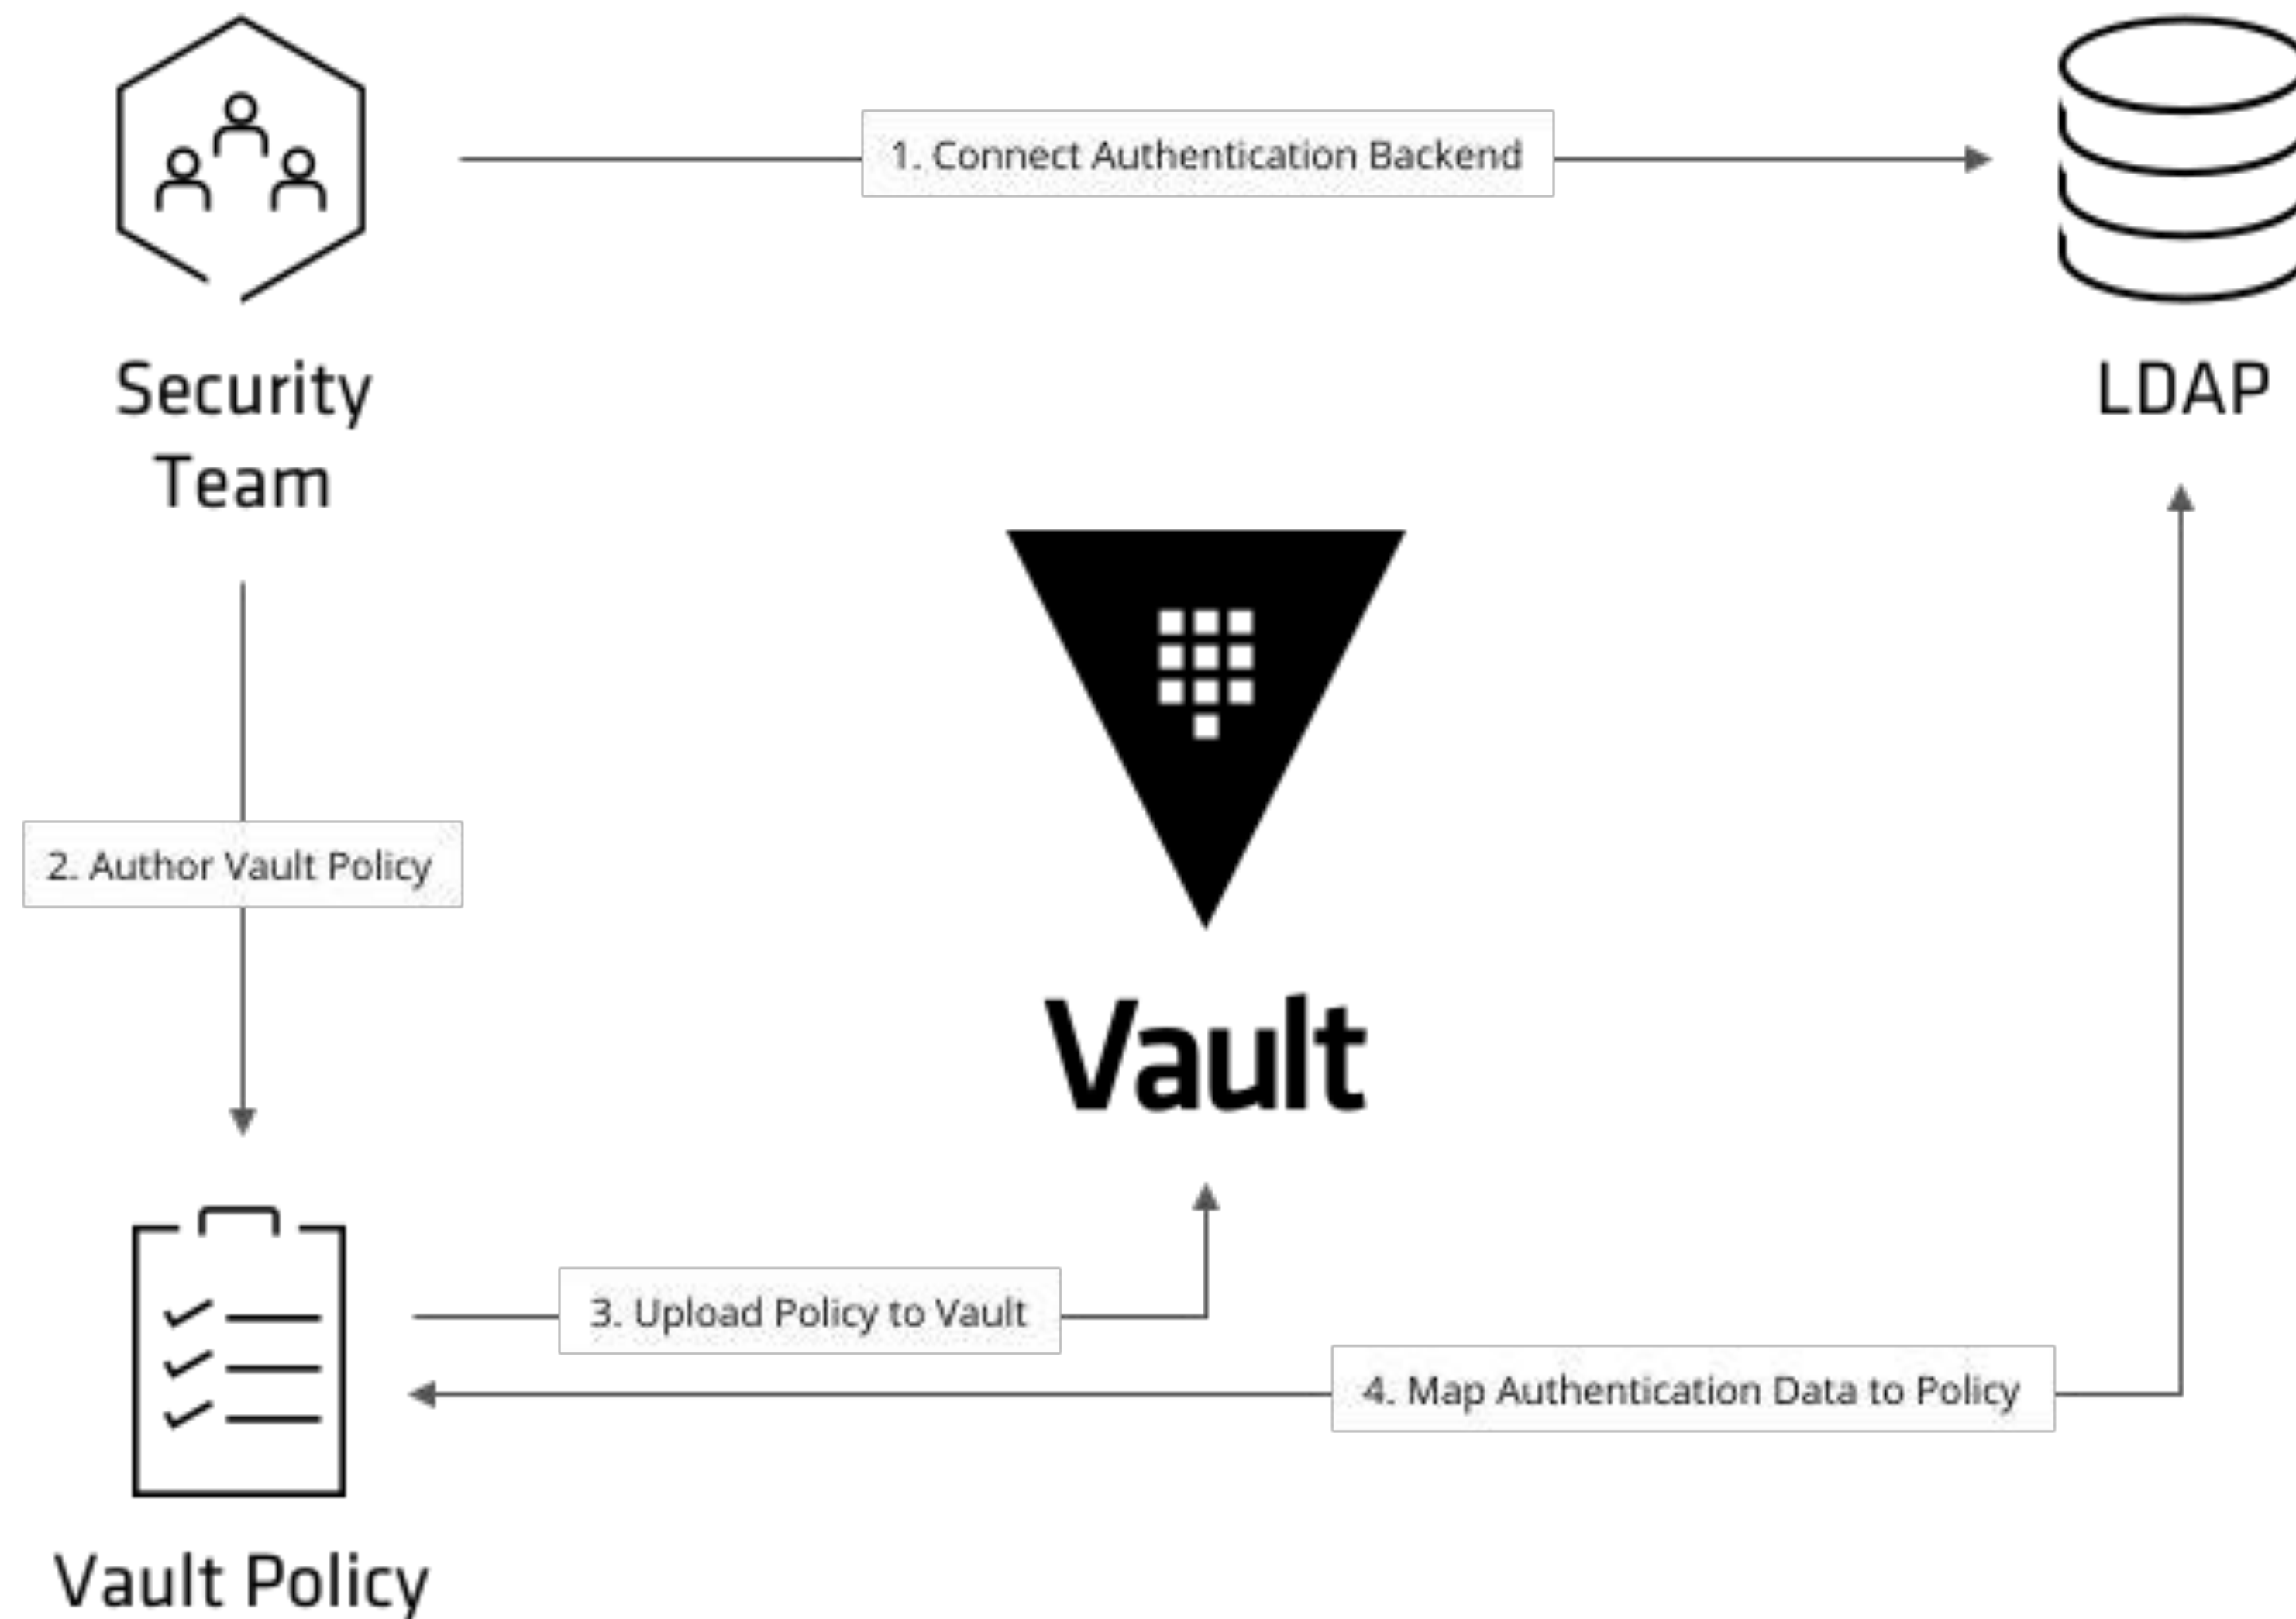 1. Connect Authentication Backend
Security
Team
LDAP
2. Author Vault Policy
Vault
3. Upload Policy to Vault
4. Map Authentication Data to Policy
Vault Policy